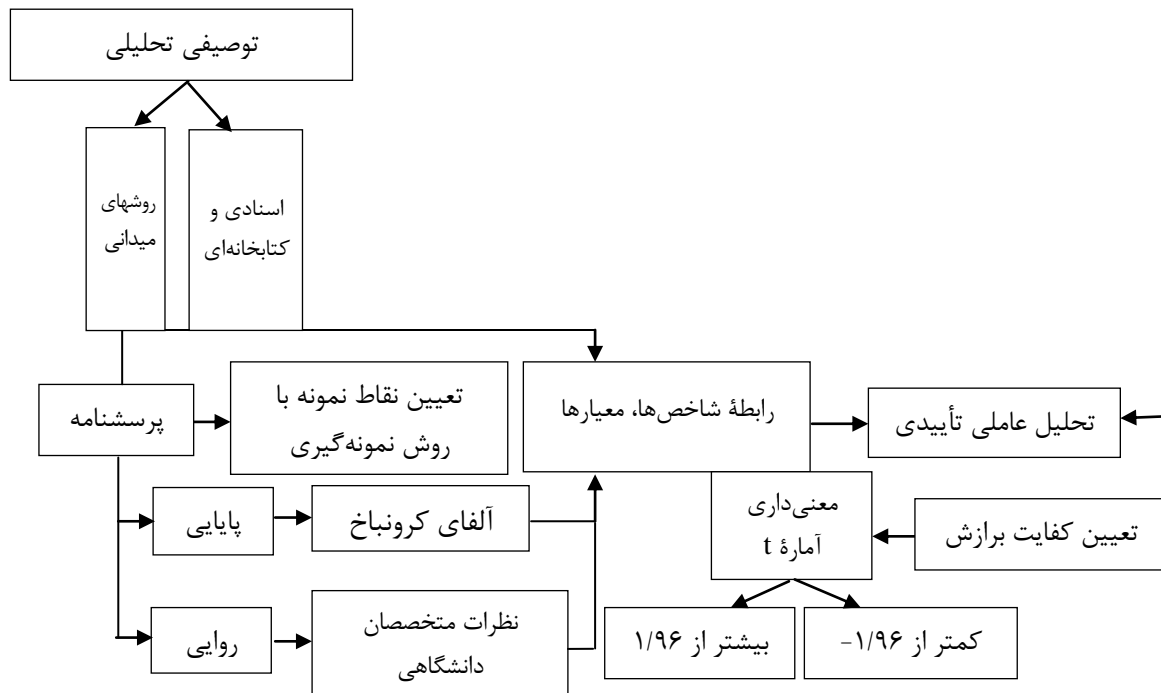 توصیفی تحلیلی
اسنادی و
کتابخانه‌ای
روشهای
میدانی
پرسشنامه
تعیین نقاط نمونه با
روش نمونه‌گیری
رابطۀ شاخص‌ها، معیارها
تحلیل عاملی تأییدی
پایایی
آلفای کرونباخ
معنی‌داری
آمارۀ t
تعیین کفایت برازش
روایی
نظرات متخصصان
دانشگاهی
بیشتر از ۱/۹۶
کمتر از ۱/۹۶-